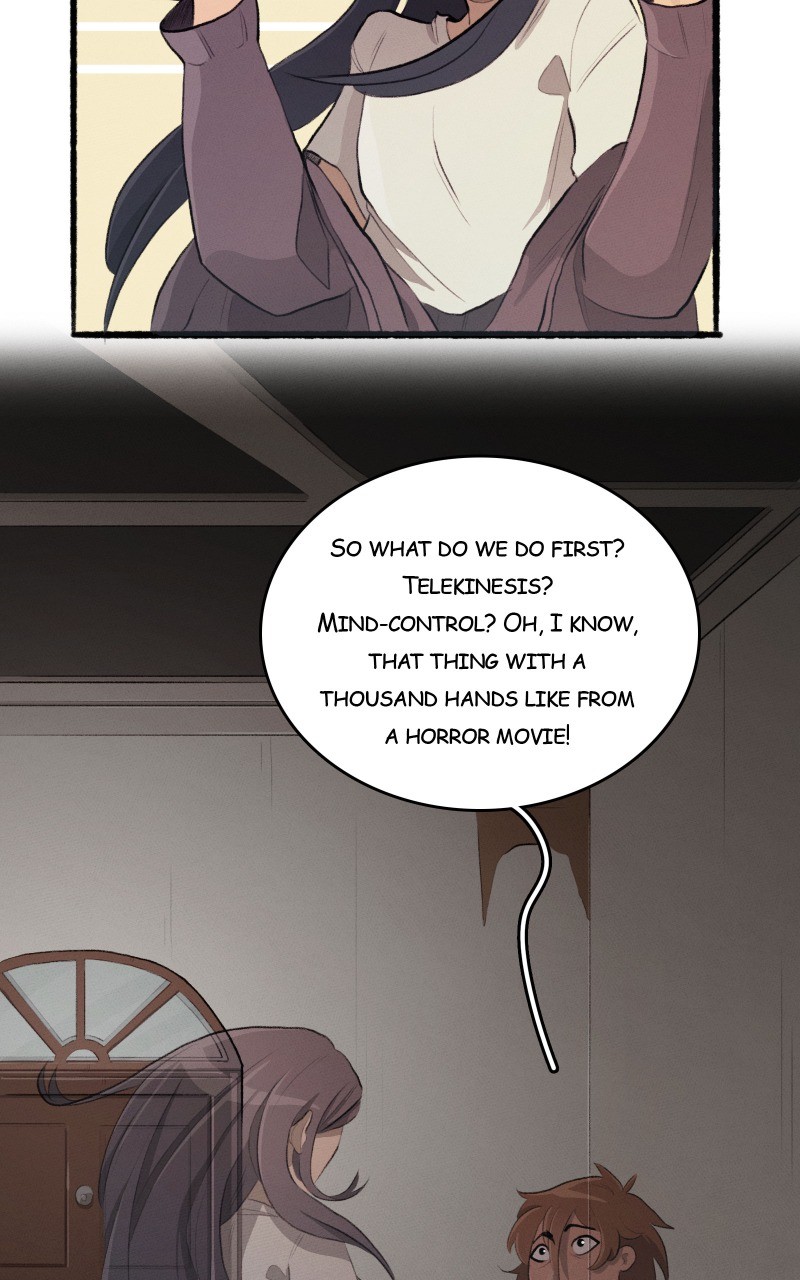 So what do we do first?
Telekinesis?
Mind-control? Oh, I know,
that thing with a
thousand hands like from
a horror movie!